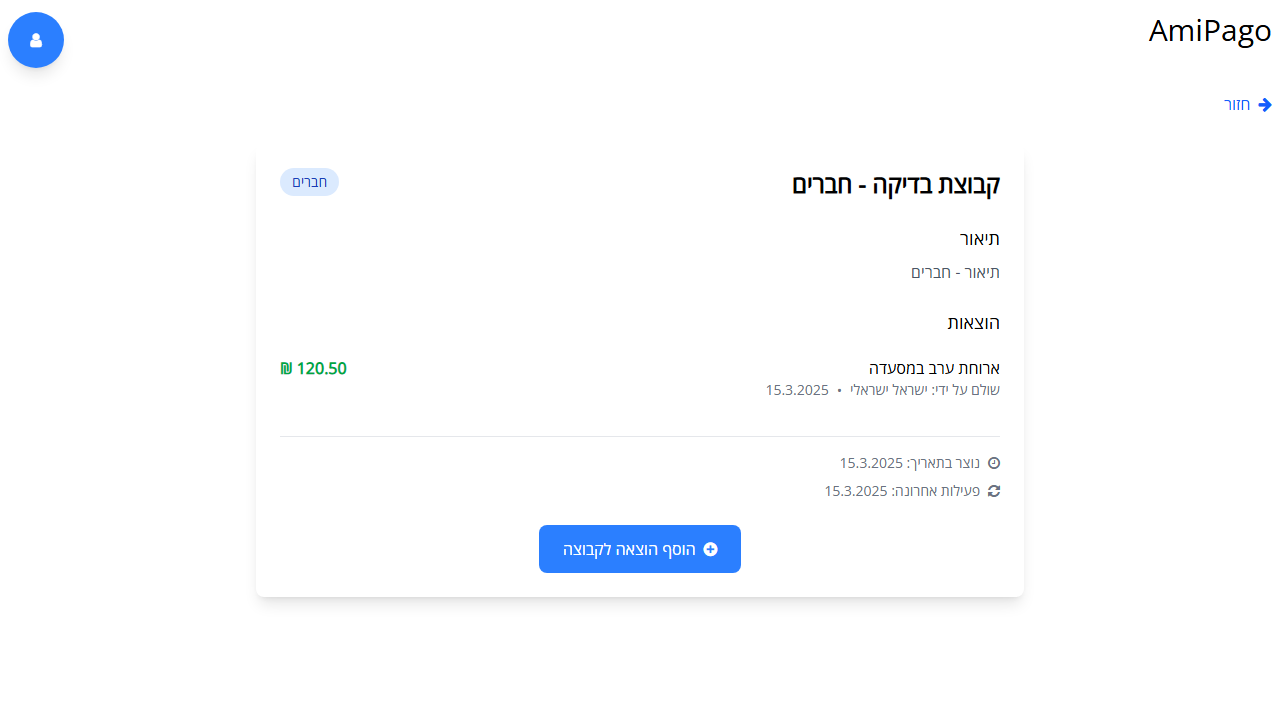 AmiPago
חזור
קבוצת בדיקה - חברים
חברים
תיאור
תיאור - חברים
הוצאות
ארוחת ערב במסעדה
120.50 ₪
שולם על ידי: ישראל ישראלי • 15.3.2025
נוצר בתאריך: 15.3.2025
פעילות אחרונה: 15.3.2025
הוסף הוצאה לקבוצה